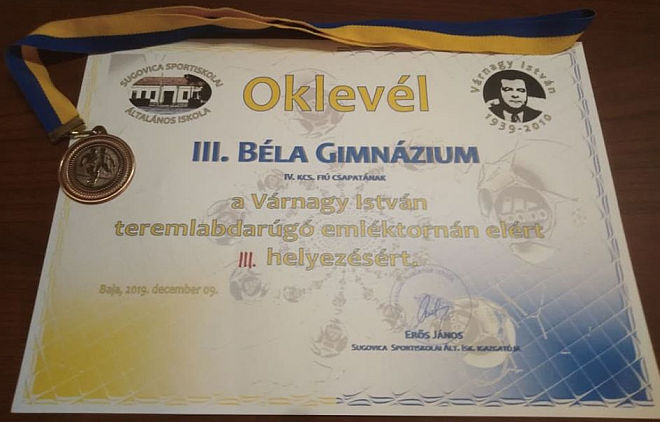 SUGOVICA SPORTISKOLAI
ÁLTALÁNOS ISKOLA
Oklevél
Várnagy István
1939-2010
III. BÉLA GIMNÁZIUM
IV. KCS. FIÚ CSAPATÁNAK
a Várnagy István
teremlabdarúgó emléktornán elért
III. helyezésért.
Baja, 2019. december 09.
ERŐS JÁNOS
SUGOVICA SPORTISKOLAI ÁLT. ISK. IGAZGATÓJA